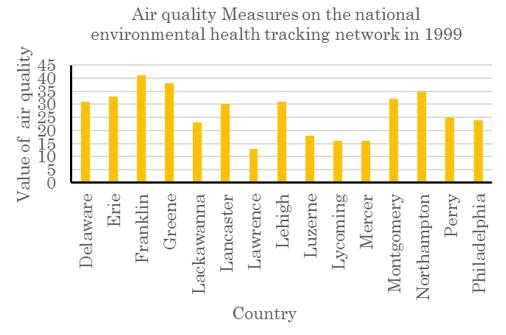 Air quality Measures on the national
environmental health tracking network in 1999
Value of air quality
45
40
35
30
25
20
15
10
5
0
Delaware
Erie
Franklin
Greene
Lackawanna
Lancaster
Lawrence
Lehigh
Luzerne
Lycoming
Mercer
Montgomery
Northampton
Perry
Philadelphia
Country